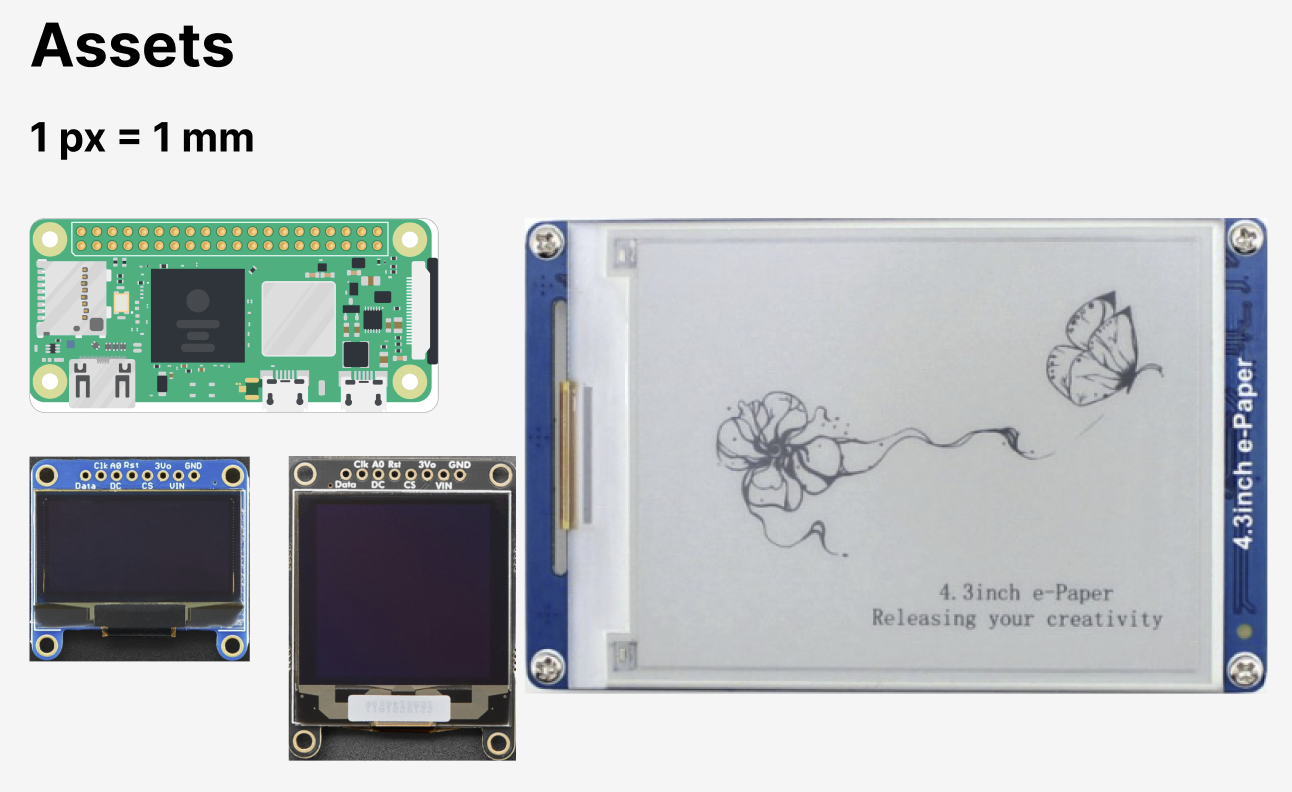 Assets
1 px = 1 mm
Clk A0 Rst 3Vo GND
Data DC CS VIN
Clk A0 Rst 3Vo GND
Data DC CS VIN
4.3inch e-Paper
4.3inch e-Paper
Releasing your creativity